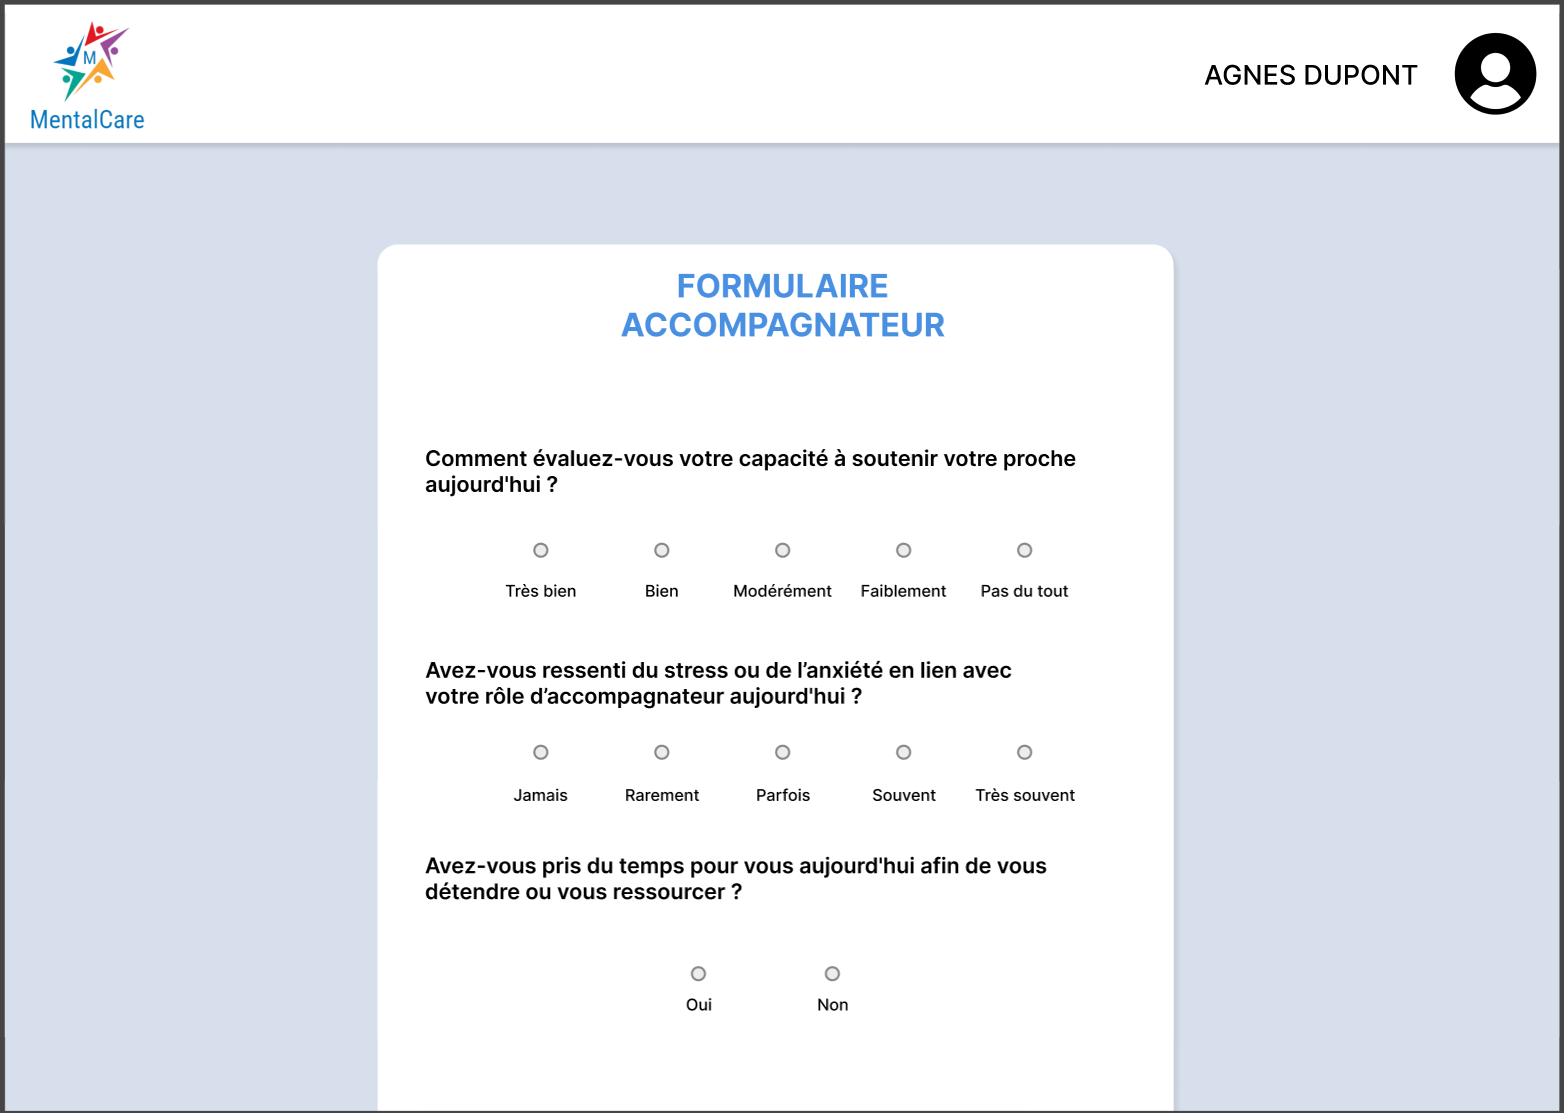 M
MentalCare
AGNES DUPONT
FORMULAIRE
ACCOMPAGNATEUR
Comment évaluez-vous votre capacité à soutenir votre proche
aujourd'hui ?
Très bien Bien Modérément Faiblement Pas du tout
Avez-vous ressenti du stress ou de l’anxiété en lien avec
votre rôle d’accompagnateur aujourd'hui ?
Jamais Rarement Parfois Souvent Très souvent
Avez-vous pris du temps pour vous aujourd'hui afin de vous
détendre ou vous ressourcer ?
Oui Non